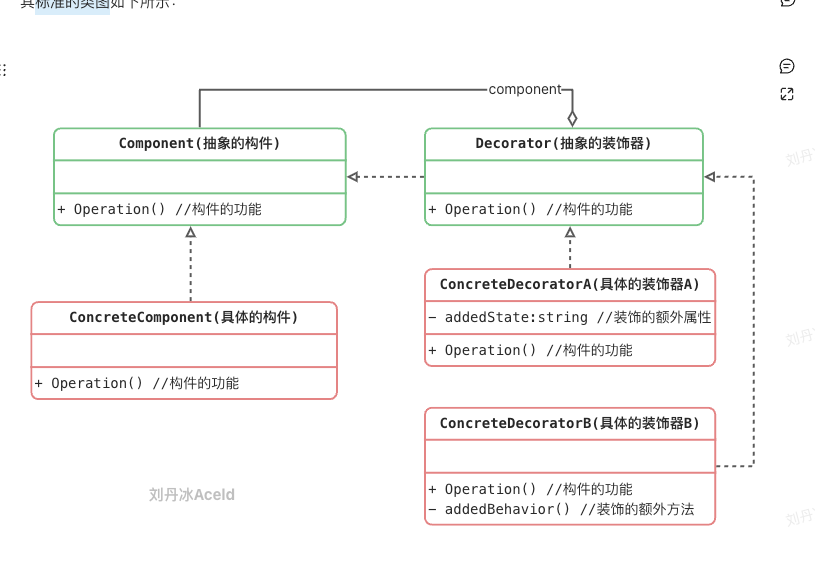 其标准的类图如下所示：
component
Component(抽象的构件)
+ Operation() //构件的功能
Decorator(抽象的装饰器)
+ Operation() //构件的功能
ConcreteComponent(具体的构件)
+ Operation() //构件的功能
ConcreteDecoratorA(具体的装饰器A)
− addedState:string //装饰的额外属性
+ Operation() //构件的功能
ConcreteDecoratorB(具体的装饰器B)
+ Operation() //构件的功能
− addedBehavior() //装饰的额外方法
刘丹冰AceId
刘丹
刘丹
刘丹